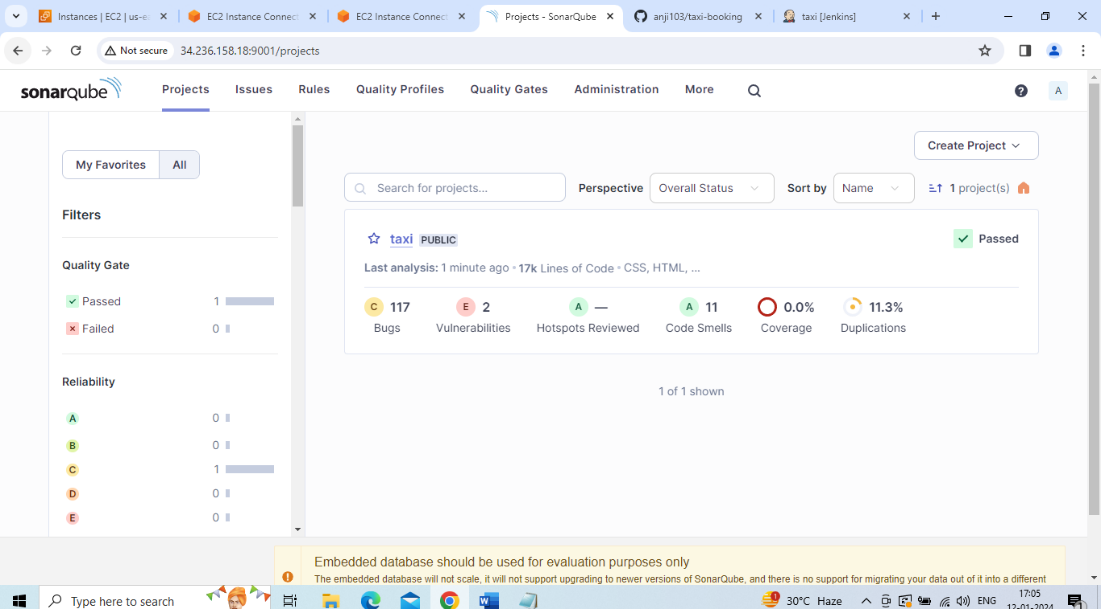 Instances | EC2 | us-e
EC2 Instance Connect
EC2 Instance Connect
Projects - SonarQube
anji103/taxi-booking
taxi [Jenkins]
Not secure 34.236.158.18:9001/projects
sonarqube Projects Issues Rules Quality Profiles Quality Gates Administration More A
Create Project
My Favorites All
Search for projects... Perspective Overall Status Sort by Name 1 project(s)
Filters
Quality Gate
Passed 1
Failed 0
Reliability
A 0
B 0
C 1
D 0
E 0
taxi PUBLIC Passed
Last analysis: 1 minute ago • 17k Lines of Code • CSS, HTML, ...
C 117 E 2 A — A 11 0.0% 11.3%
Bugs Vulnerabilities Hotspots Reviewed Code Smells Coverage Duplications
1 of 1 shown
Embedded database should be used for evaluation purposes only
The embedded database will not scale, it will not support upgrading to newer versions of SonarQube, and there is no support for migrating your data out of it into a different
Type here to search
30°C Haze ENG 17:05
12-01-2024